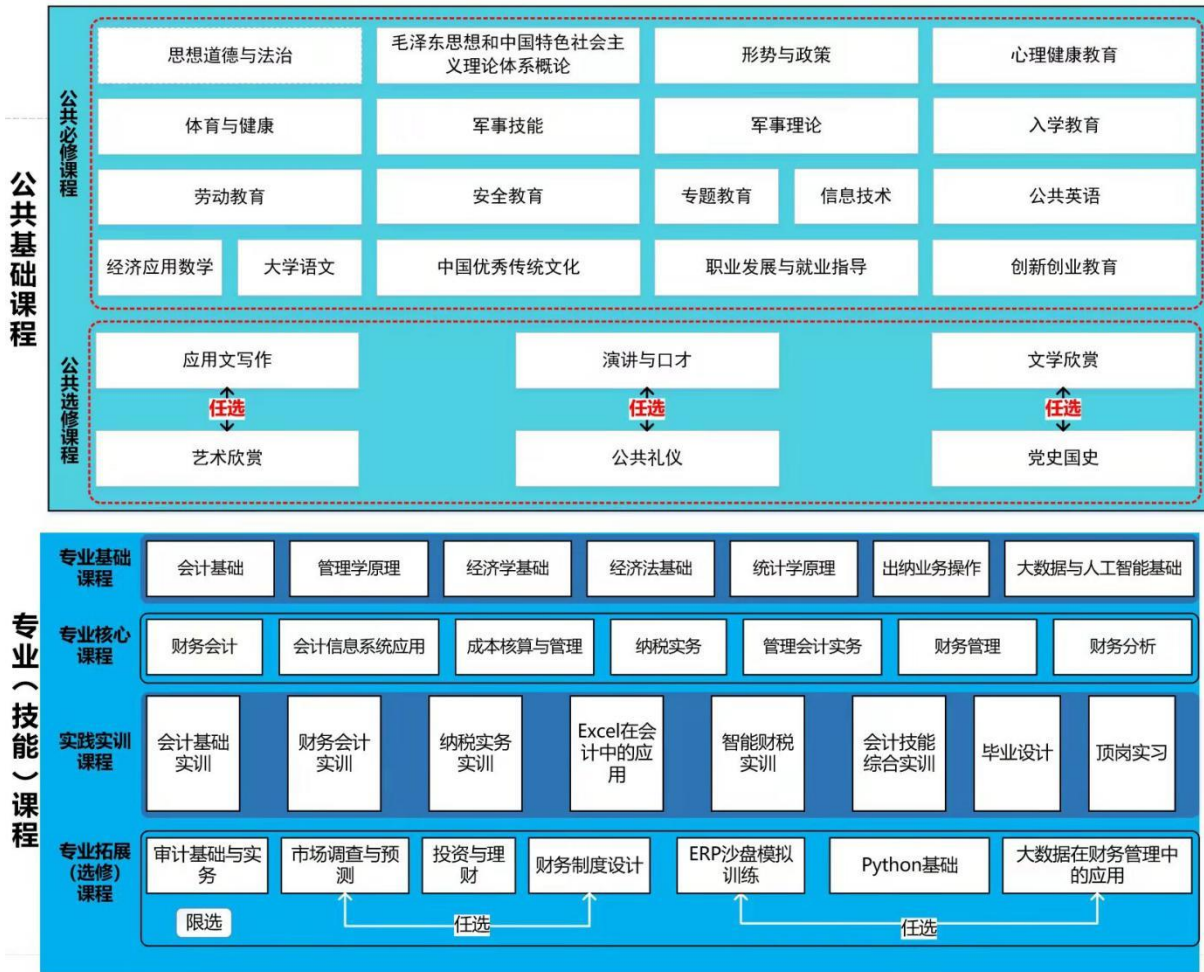 公共基础课程
公共必修课程
思想道德与法治
毛泽东思想和中国特色社会主
义理论体系概论
形势与政策
心理健康教育
体育与健康
军事技能
军事理论
入学教育
劳动教育
安全教育
专题教育
信息技术
公共英语
经济应用数学
大学语文
中国优秀传统文化
职业发展与就业指导
创新创业教育
公共选修课程
应用文写作
演讲与口才
文学欣赏
任选
任选
任选
艺术欣赏
公共礼仪
党史国史
专业（技能）课程
专业基础
课程
会计基础
管理学原理
经济学基础
经济法基础
统计学原理
出纳业务操作
大数据与人工智能基础
专业核心
课程
财务会计
会计信息系统应用
成本核算与管理
纳税实务
管理会计实务
财务管理
财务分析
实践实训
课程
会计基础
实训
财务会计
实训
纳税实务
实训
Excel在会
计中的应
用
智能财税
实训
会计技能
综合实训
毕业设计
顶岗实习
专业拓展
(选修)
课程
审计基础与实
务
市场调查与预
测
投资与理
财
财务制度设计
ERP沙盘模拟
训练
Python基础
大数据在财务管理中
的应用
限选
任选
任选